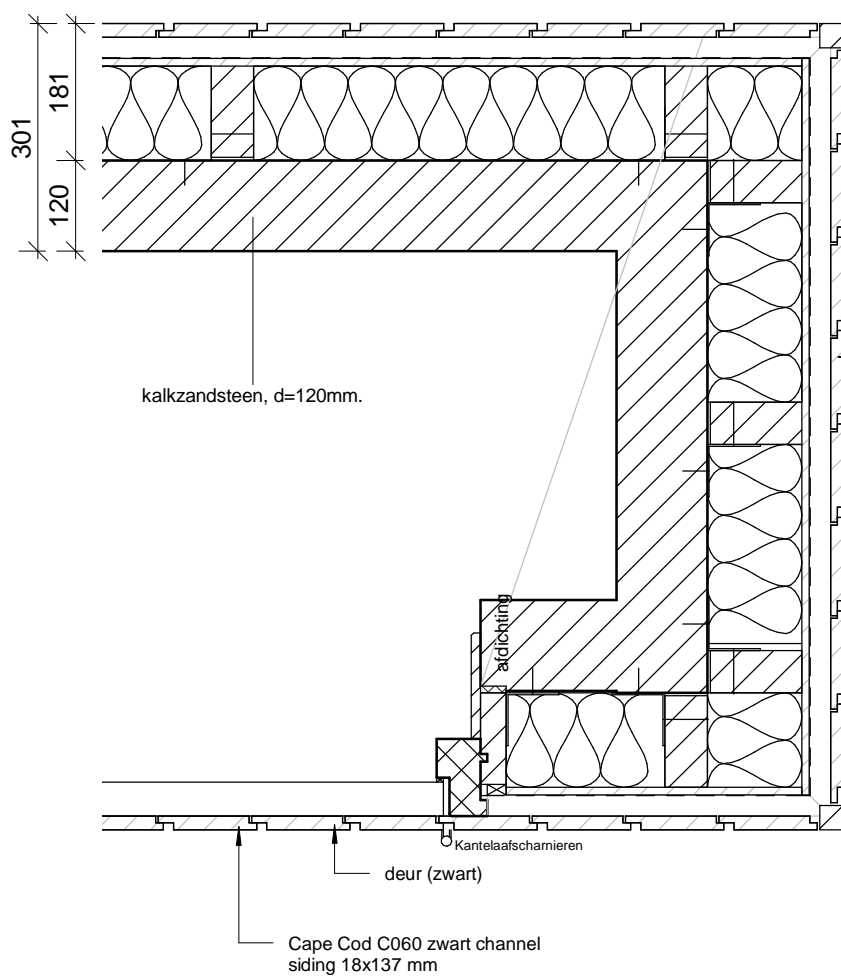 301
181
120
kalkzandsteen, d=120mm.
afdichting
Kantelaafscharnieren
deur (zwart)
Cape Cod C060 zwart channel
siding 18x137 mm